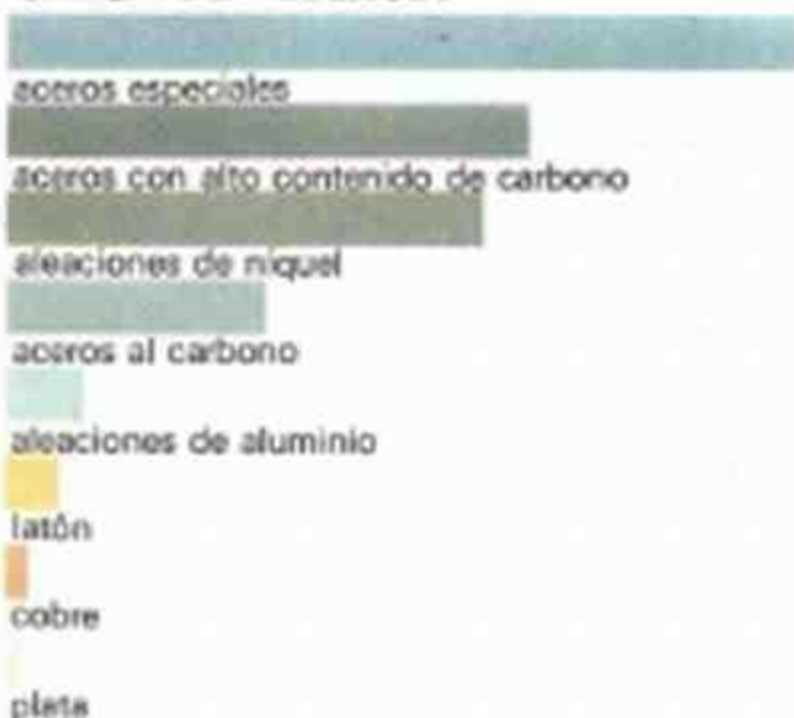 aceros especiales
aceros con alto contenido de carbono
aleaciones de níquel
aceros al carbono
aleaciones de aluminio
latón
cobre
plata